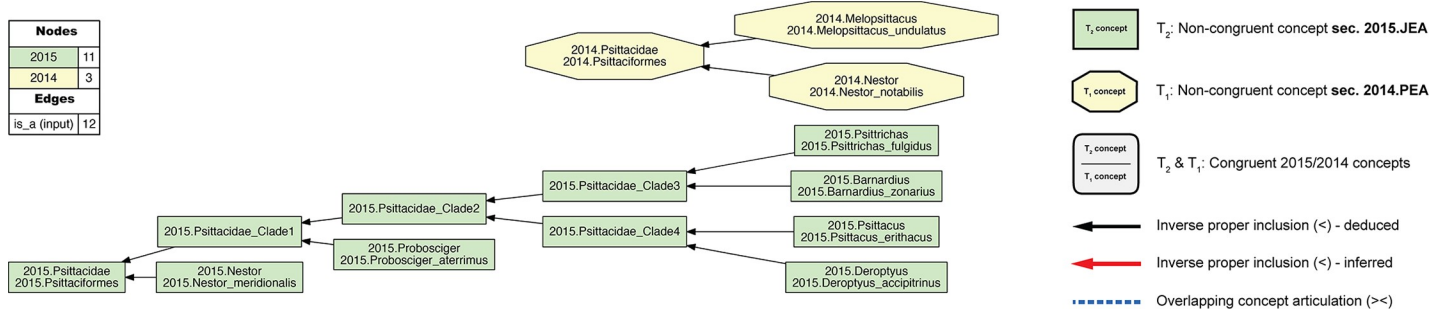 Nodes
2015 11
2014 3
Edges
is_a (input) 12
2014.Melopsittacus
2014.Melopsittacus_undulatus
2014.Psittacidae
2014.Psittaciformes
2014.Nestor
2014.Nestor_notabilis
2015.Psittrichas
2015.Psittrichas_fulgidus
2015.Psittacidae_Clade3
2015.Barnardius
2015.Barnardius_zonarius
2015.Psittacidae_Clade2
2015.Psittacidae_Clade1
2015.Psittacidae_Clade4
2015.Psittacus
2015.Psittacus_erithacus
2015.Probosciger
2015.Probosciger_aterrimus
2015.Psittacidae
2015.Psittaciformes
2015.Nestor
2015.Nestor_meridionalis
2015.Deroptyus
2015.Deroptyus_accipitrinus
T2 concept
T2: Non-congruent concept sec. 2015.JEA
T1 concept
T1: Non-congruent concept sec. 2014.PEA
T2 concept
T1 concept
T2 & T1: Congruent 2015/2014 concepts
Inverse proper inclusion (<) - deduced
Inverse proper inclusion (<) - inferred
Overlapping concept articulation (><)